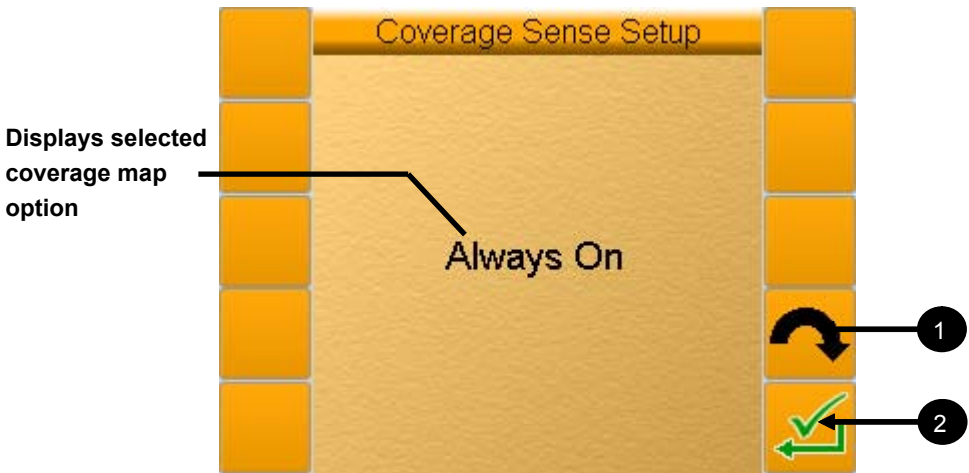 Coverage Sense Setup
Displays selected
coverage map
option
Always On
1
2